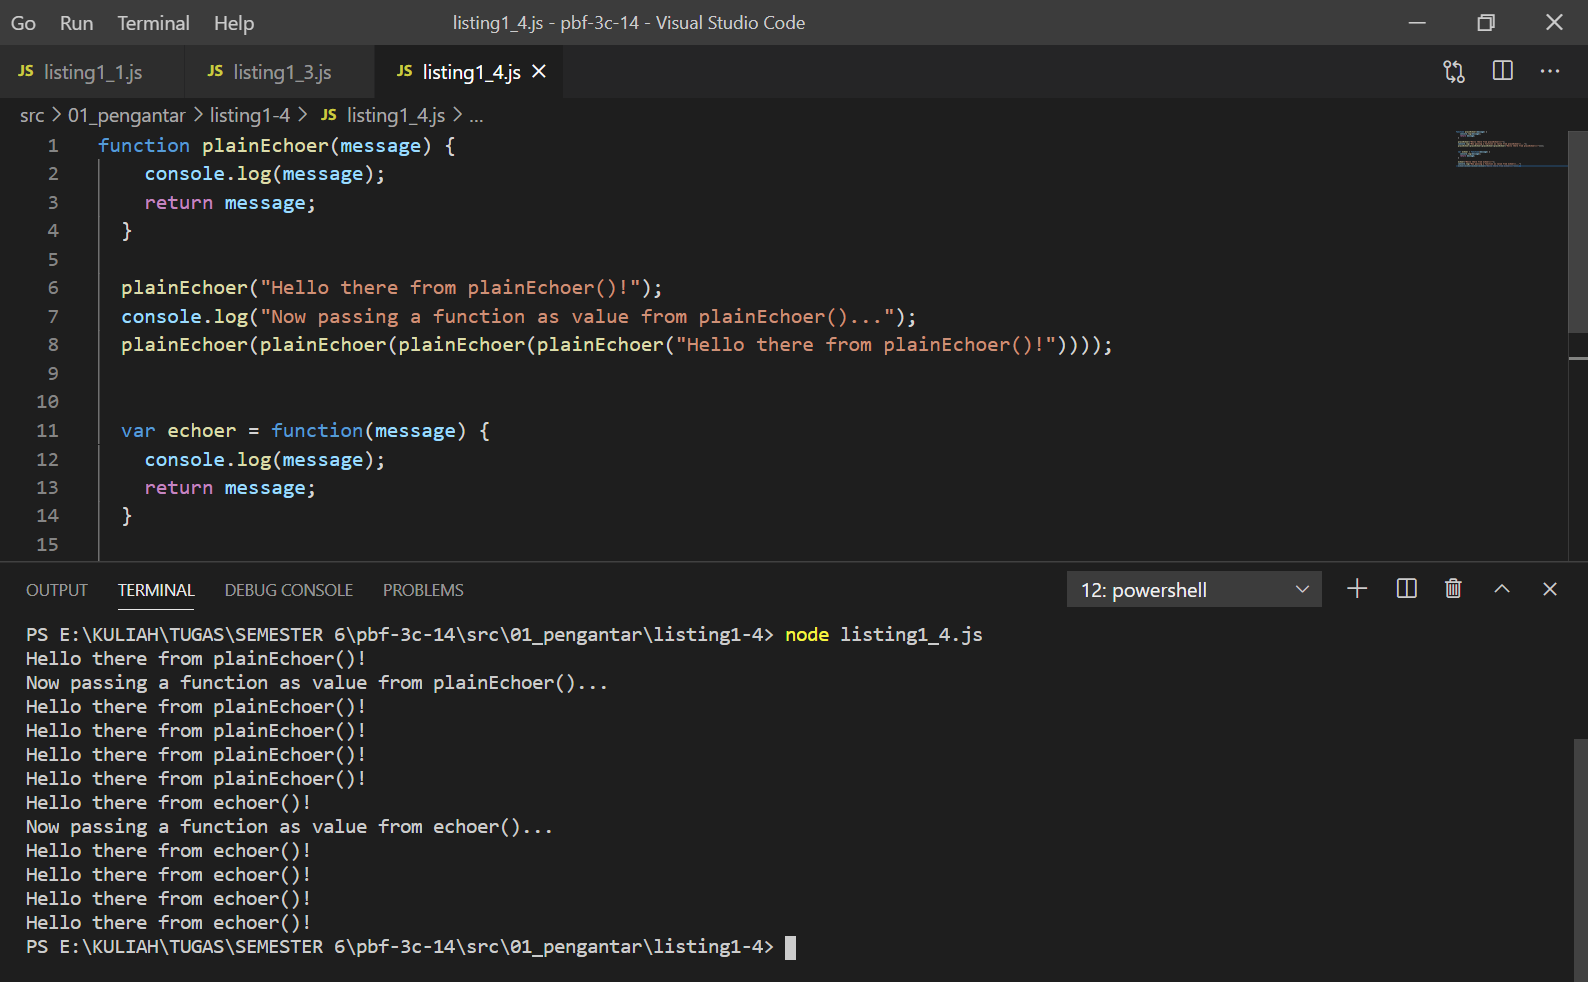 Go Run Terminal Help listing1_4.js - pbf-3c-14 - Visual Studio Code
JS listing1_1.js JS listing1_3.js JS listing1_4.js
src > 01_pengantar > listing1-4 > JS listing1_4.js > ...
1 function plainEchoer(message) {
2 console.log(message);
3 return message;
4 }
5
6 plainEchoer("Hello there from plainEchoer()!");
7 console.log("Now passing a function as value from plainEchoer()...");
8 plainEchoer(plainEchoer(plainEchoer(plainEchoer("Hello there from plainEchoer()!"))));
9
10
11 var echoer = function(message) {
12 console.log(message);
13 return message;
14 }
15
OUTPUT TERMINAL DEBUG CONSOLE PROBLEMS 12: powershell
PS E:\KULIAH\TUGAS\SEMESTER 6\pbf-3c-14\src\01_pengantar\listing1-4> node listing1_4.js
Hello there from plainEchoer()!
Now passing a function as value from plainEchoer()...
Hello there from plainEchoer()!
Hello there from plainEchoer()!
Hello there from plainEchoer()!
Hello there from plainEchoer()!
Hello there from echoer()!
Now passing a function as value from echoer()...
Hello there from echoer()!
Hello there from echoer()!
Hello there from echoer()!
Hello there from echoer()!
PS E:\KULIAH\TUGAS\SEMESTER 6\pbf-3c-14\src\01_pengantar\listing1-4>